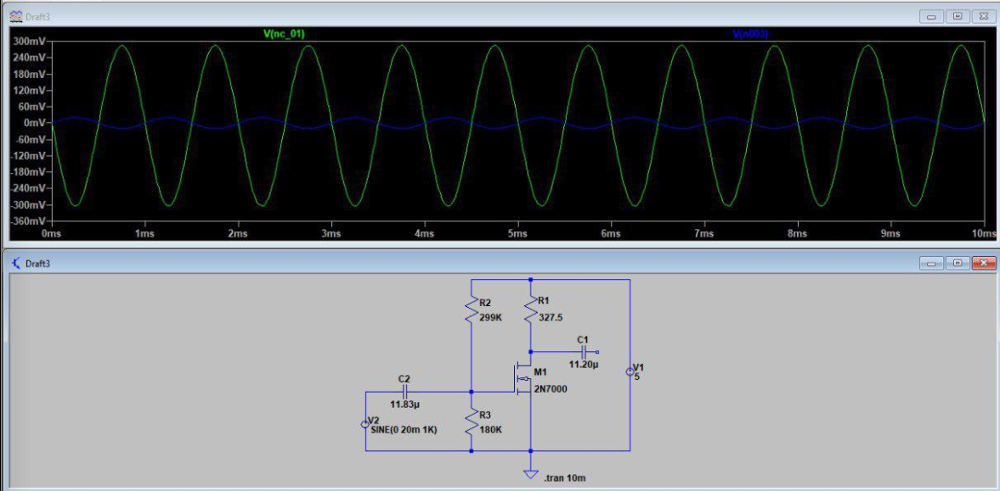 Draft3
V(nc_01) V(n003)
300mV
240mV
180mV
120mV
60mV
0mV
-60mV
-120mV
-180mV
-240mV
-300mV
-360mV
0ms 1ms 2ms 3ms 4ms 5ms 6ms 7ms 8ms 9ms 10ms
Draft3
R2
299K
R1
327.5
C1
11.20µ
M1
2N7000
V1
5
C2
11.83µ
R3
180K
V2
SINE(0 20m 1K)
.tran 10m